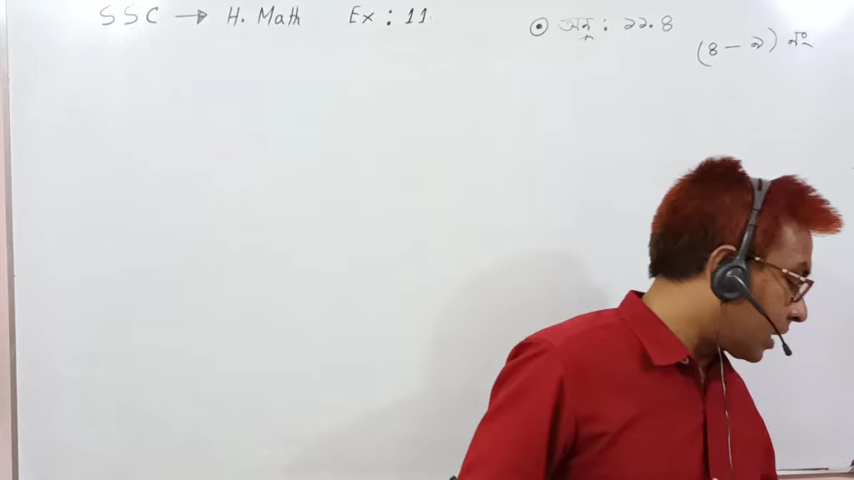 SSC → H. Math Ex : 11
⊙ অনু : ১১.৪
(৪ – ৯) নং